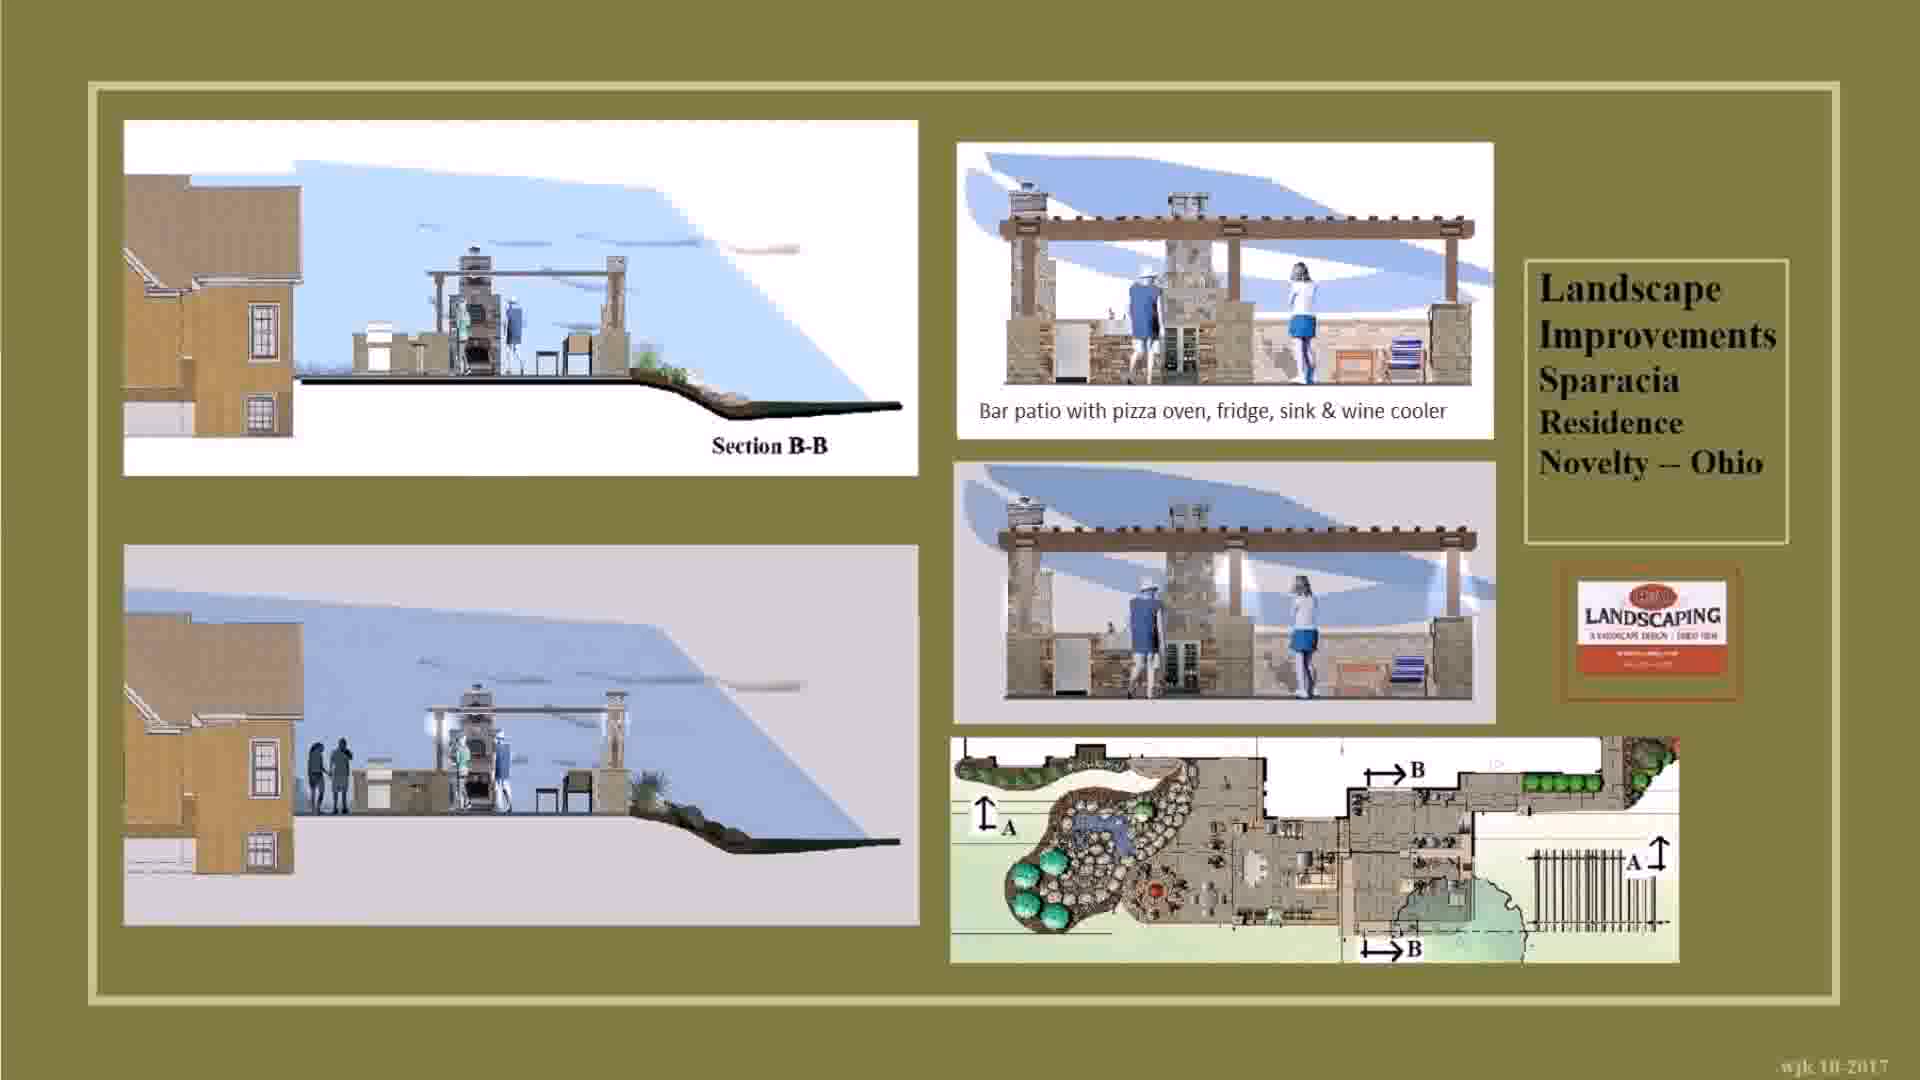 Section B-B
Bar patio with pizza oven, fridge, sink & wine cooler
Landscape
Improvements
Sparacia
Residence
Novelty -- Ohio
LANDSCAPING
B
A
A
B
wjk 10-2017